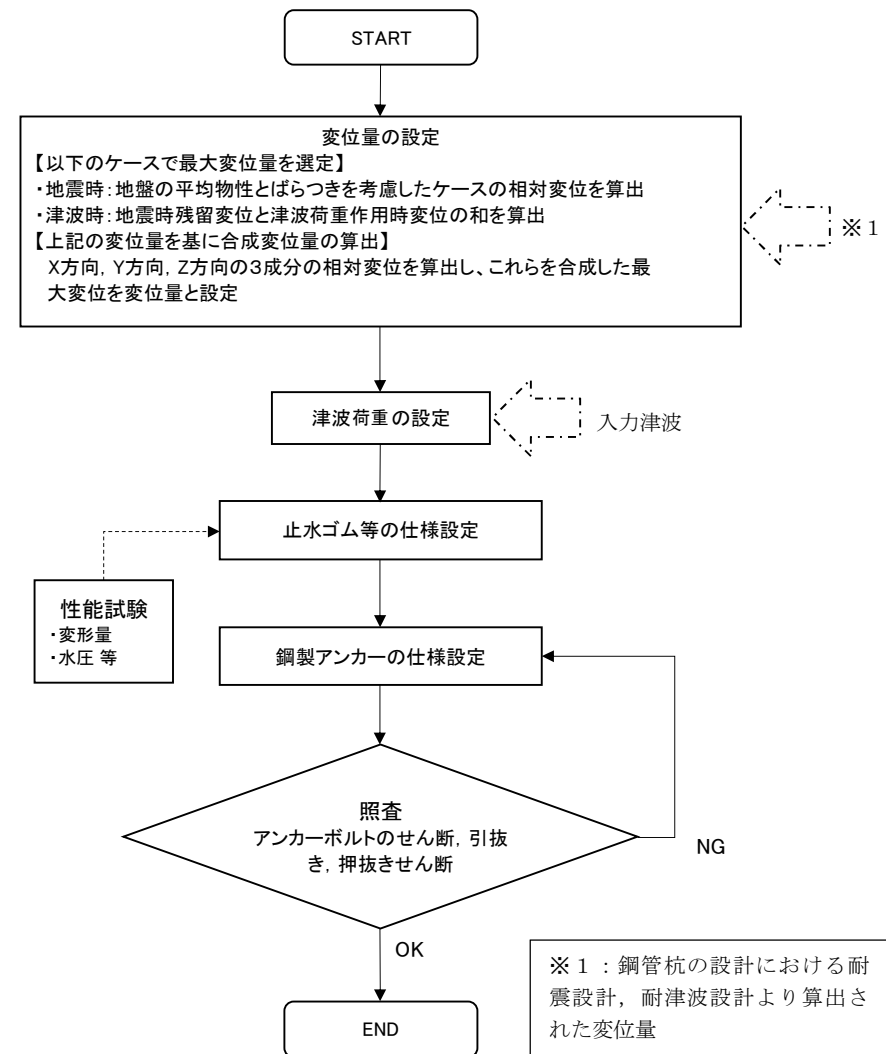 START
変位量の設定
【以下のケースで最大変位量を選定】
・地震時：地盤の平均物性とばらつきを考慮したケースの相対変位を算出
・津波時：地震時残留変位と津波荷重作用時変位の和を算出
【上記の変位量を基に合成変位量の算出】
X方向，Y方向，Z方向の３成分の相対変位を算出し、これらを合成した最
大変位を変位量と設定
※１
津波荷重の設定
入力津波
止水ゴム等の仕様設定
性能試験
・変形量
・水圧 等
鋼製アンカーの仕様設定
照査
アンカーボルトのせん断，引抜
き，押抜きせん断
NG
OK
END
※１：鋼管杭の設計における耐
震設計，耐津波設計より算出さ
れた変位量